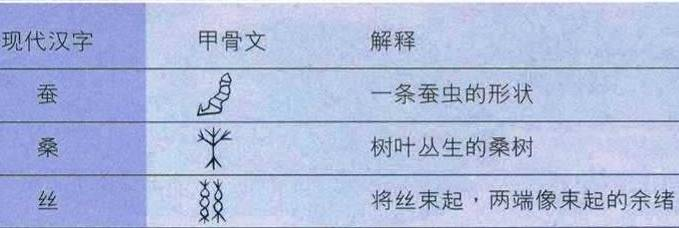 现代汉字 甲骨文 解释
蚕 一条蚕虫的形状
桑 树叶丛生的桑树
丝 将丝束起，两端像束起的余绪